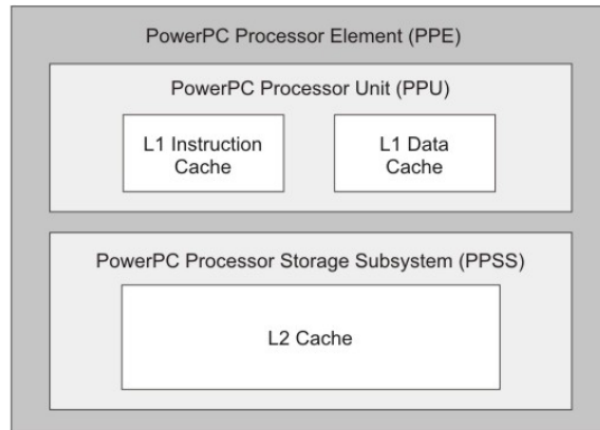 PowerPC Processor Element (PPE)
PowerPC Processor Unit (PPU)
L1 Instruction
Cache
L1 Data
Cache
PowerPC Processor Storage Subsystem (PPSS)
L2 Cache